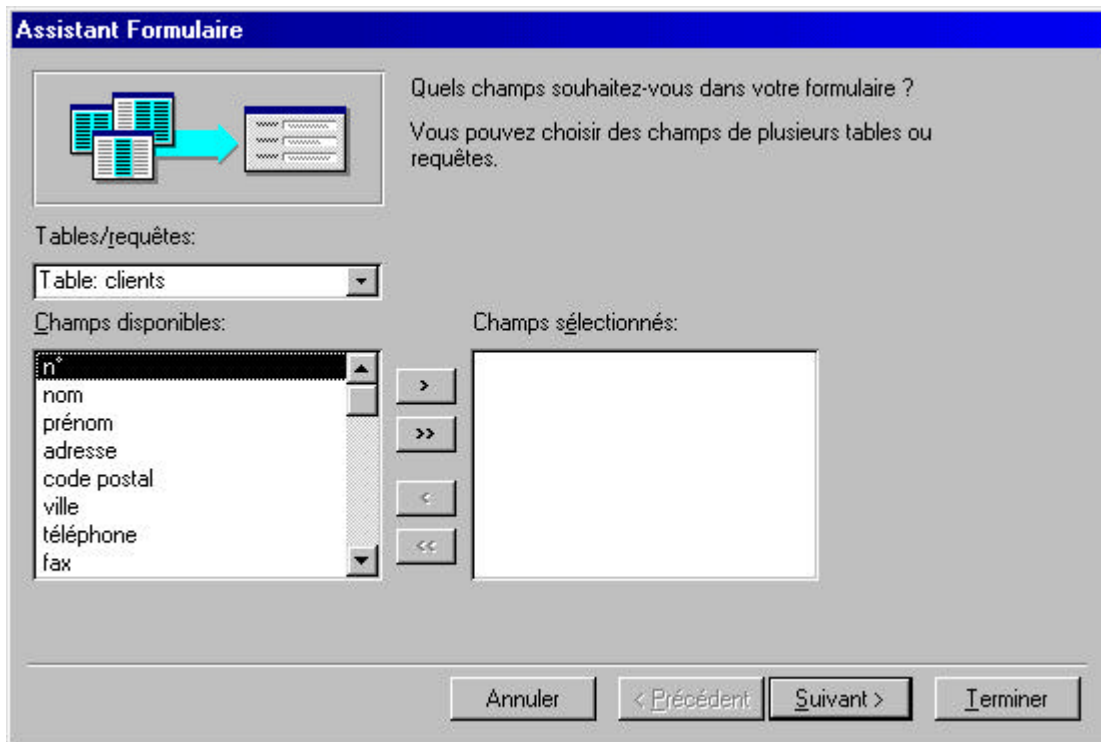 Assistant Formulaire
Quels champs souhaitez-vous dans votre formulaire ?
Vous pouvez choisir des champs de plusieurs tables ou
requêtes.
Tables/requêtes:
Table: clients
Champs disponibles:
Champs sélectionnés:
n°
nom
prénom
adresse
code postal
ville
téléphone
fax
>
>>
<
<<
Annuler
< Précédent
Suivant >
Terminer